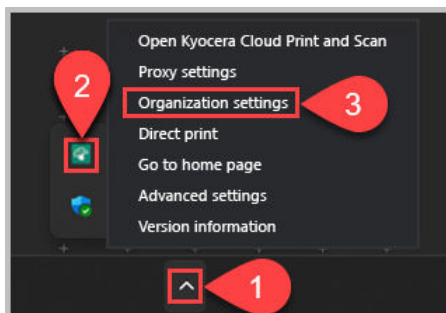 Open Kyocera Cloud Print and Scan
Proxy settings
2
Organization settings
3
Direct print
Go to home page
Advanced settings
Version information
1